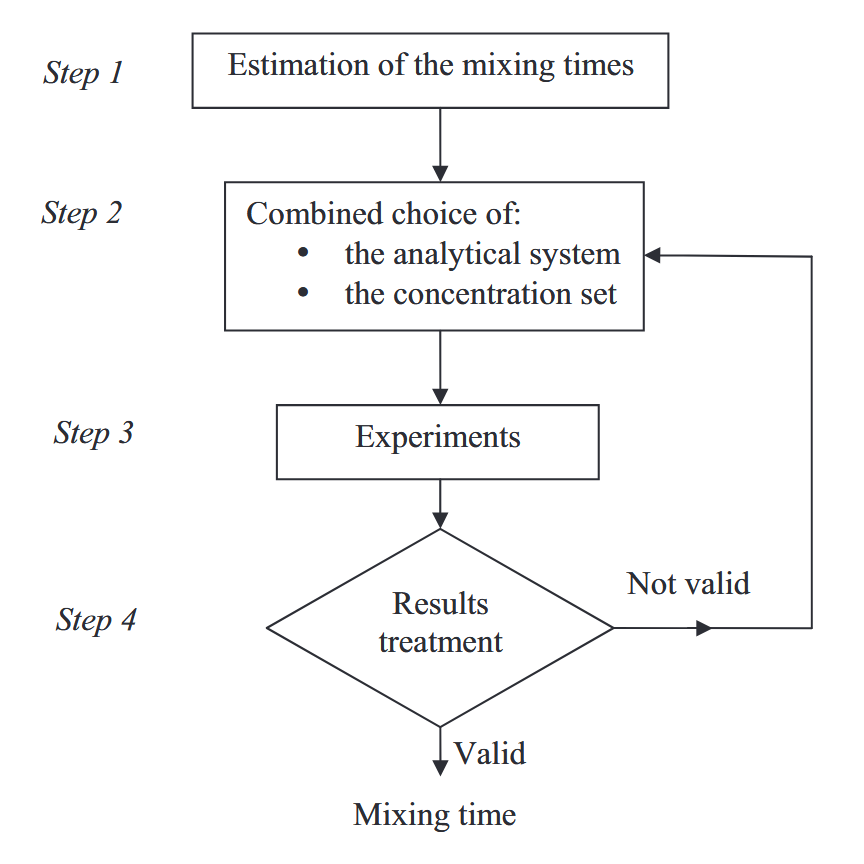 Step 1
Estimation of the mixing times
Step 2
Combined choice of:
• the analytical system
• the concentration set
Step 3
Experiments
Step 4
Results
treatment
Not valid
Valid
Mixing time